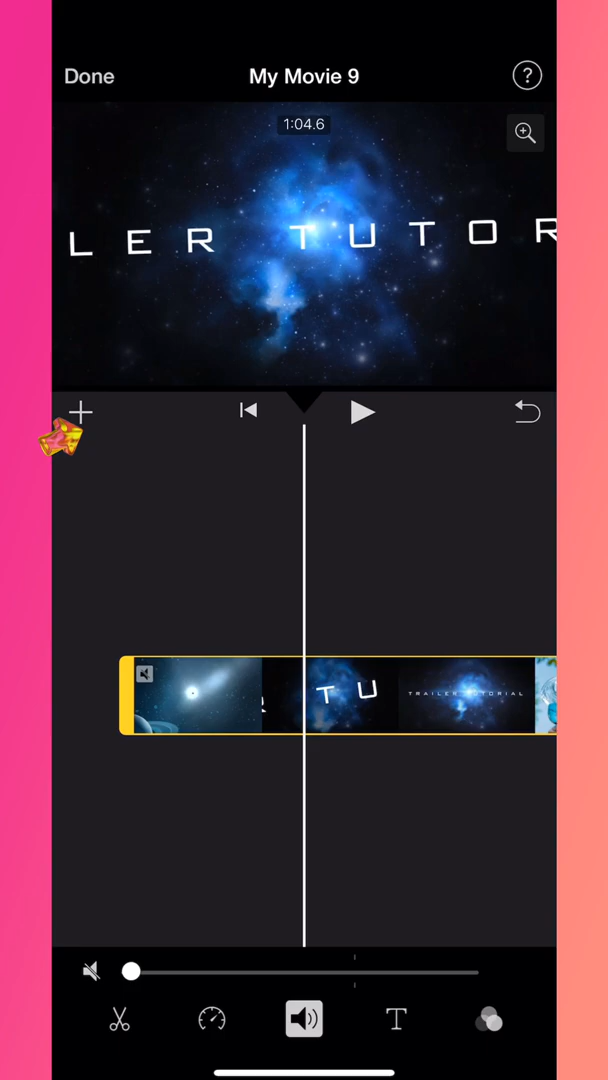 Done My Movie 9 ?
1:04.6
LER TUTOR
R TU
TRAILER TUTORIAL
T